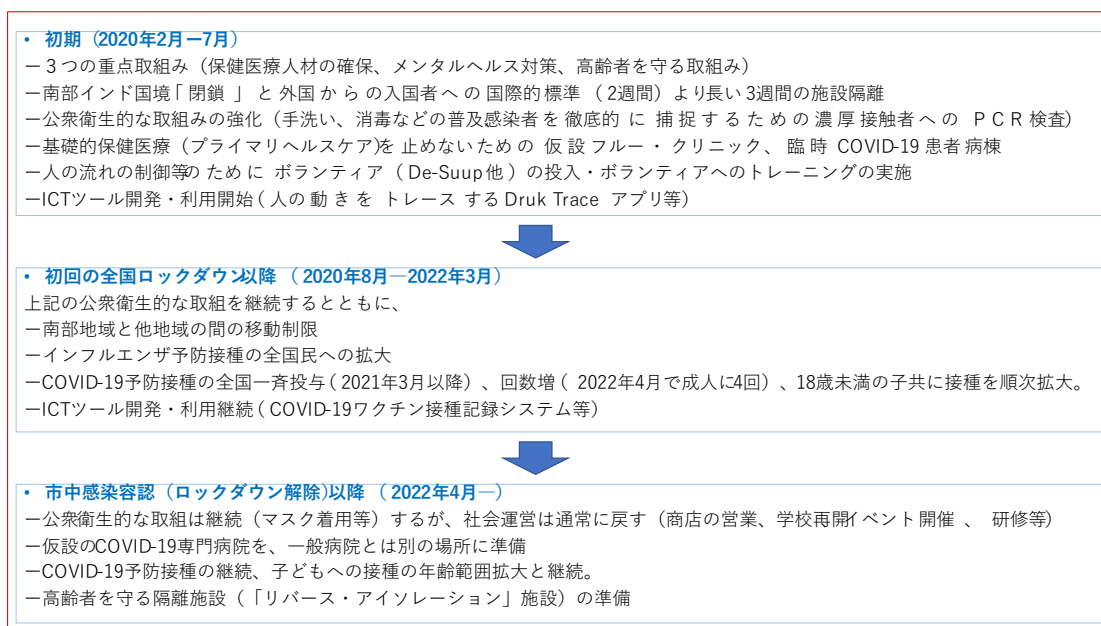 • 初期（2020年2月ー7月）
ー３つの重点取組み（保健医療人材の確保、メンタルヘルス対策、高齢者を守る取組み）
ー南部インド国境「閉鎖」と外国からの入国者への国際的標準（2週間）より長い3週間の施設隔離
ー公衆衛生的な取組みの強化（手洗い、消毒などの普及、感染者を徹底的に捕捉するための濃厚接触者へのＰＣＲ検査）
ー基礎的保健医療（プライマリヘルスケア)を止めないための仮設フルー・クリニック、臨時COVID-19患者病棟
ー人の流れの制御等のためにボランティア（De-Suup他）の投入・ボランティアへのトレーニングの実施
ーICTツール開発・利用開始(人の動きをトレースするDruk Traceアプリ等）
• 初回の全国ロックダウン以降（2020年8月―2022年3月）
上記の公衆衛生的な取組を継続するとともに、
ー南部地域と他地域の間の移動制限
ーインフルエンザ予防接種の全国民への拡大
ーCOVID-19予防接種の全国一斉投与(2021年3月以降）、回数増(2022年4月で成人に4回）、18歳未満の子共に接種を順次拡大。
ーICTツール開発・利用継続(COVID-19ワクチン接種記録システム等）
• 市中感染容認（ロックダウン解除)以降（2022年4月―）
ー公衆衛生的な取組は継続（マスク着用等）するが、社会運営は通常に戻す（商店の営業、学校再開、イベント開催、研修等）
ー仮設のCOVID-19専門病院を、一般病院とは別の場所に準備
ーCOVID-19予防接種の継続、子どもへの接種の年齢範囲拡大と継続。
ー高齢者を守る隔離施設（「リバース・アイソレーション」施設）の準備